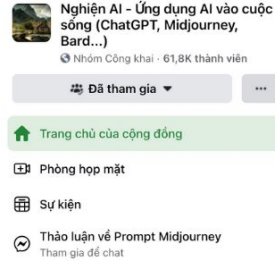 Nghiện AI - Ứng dụng AI vào cuộc
sống (ChatGPT, Midjourney,
Bard...)
Nhóm Công khai · 61,8K thành viên
Đã tham gia
Trang chủ của cộng đồng
Phòng họp mặt
Sự kiện
Thảo luận về Prompt Midjourney
Tham gia để chat